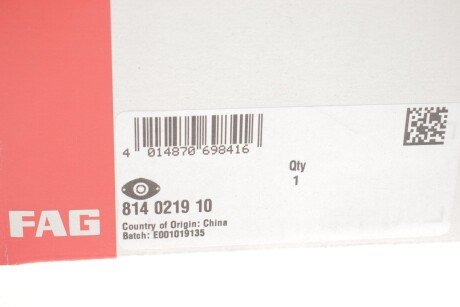 4 014870 698416
Qty
1
814 0219 10
Country of Origin: China
Batch: E001019135
FAG